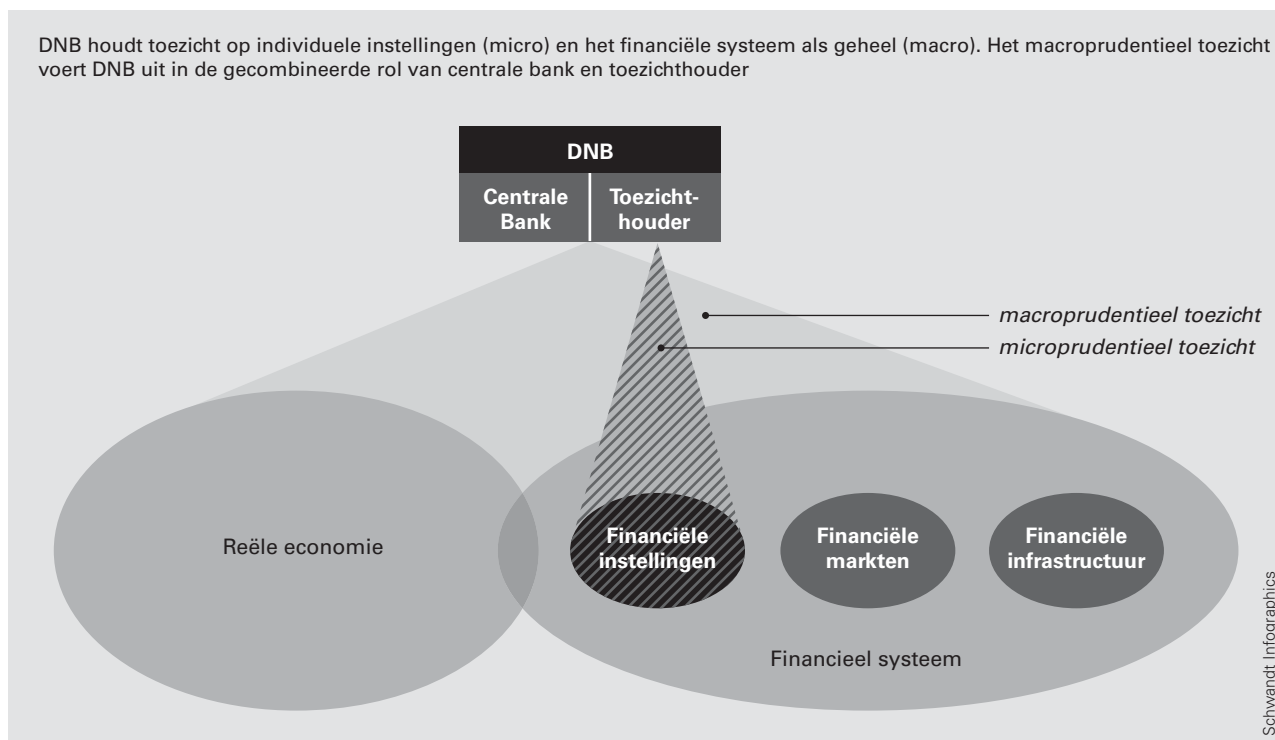 DNB houdt toezicht op individuele instellingen (micro) en het financiële systeem als geheel (macro). Het macroprudentieel toezicht
voert DNB uit in de gecombineerde rol van centrale bank en toezichthouder
DNB
Centrale
Bank
Toezicht-
houder
macroprudentieel toezicht
microprudentieel toezicht
Reële economie
Financiële
instellingen
Financiële
markten
Financiële
infrastructuur
Financieel systeem
Schwandt Infographics